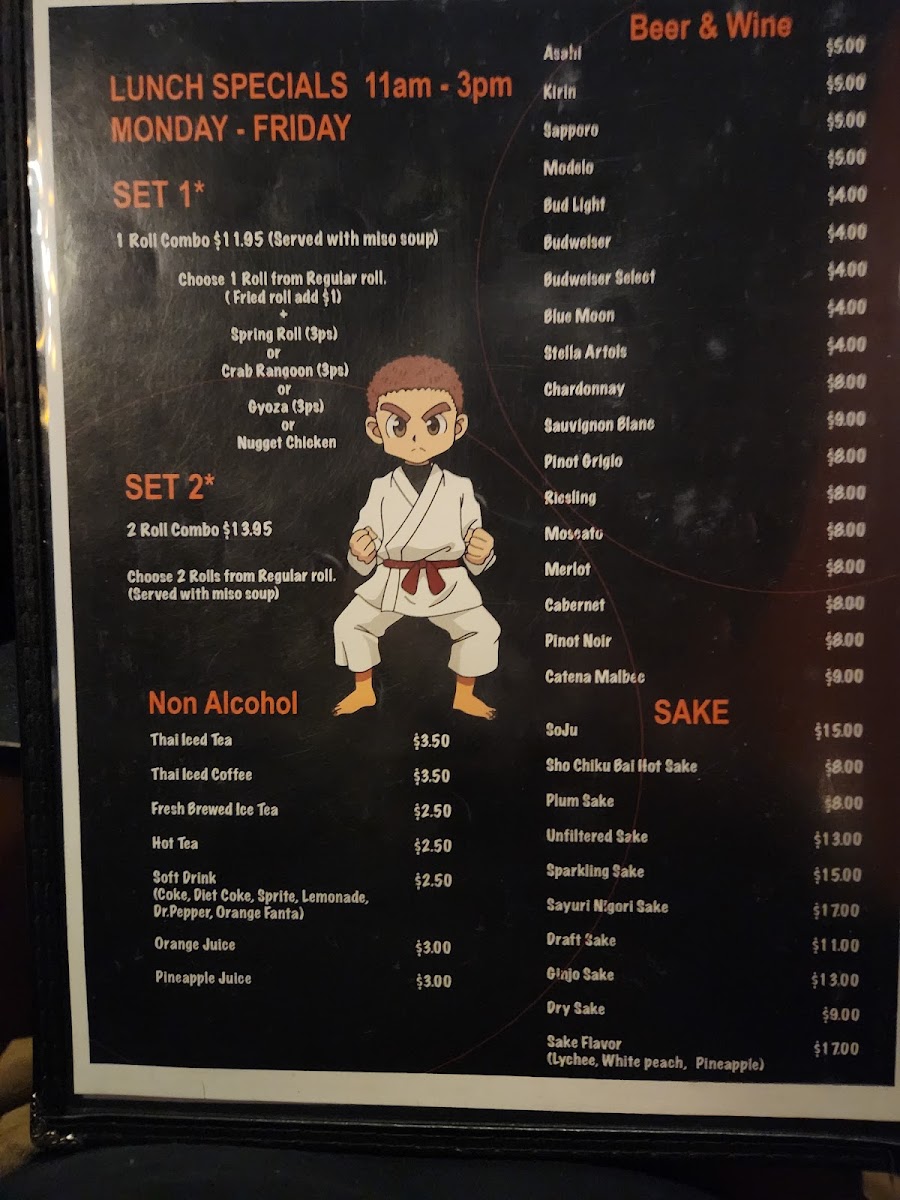 LUNCH SPECIALS 11am - 3pm
MONDAY - FRIDAY
SET 1*
1 Roll Combo $11.95 (Served with miso soup)
Choose 1 Roll from Regular roll.
( Fried roll add $1)
+
Spring Roll (3ps)
or
Crab Rangoon (3ps)
or
Gyoza (3ps)
or
Nugget Chicken
SET 2*
2 Roll Combo $13.95
Choose 2 Rolls from Regular roll.
(Served with miso soup)
Non Alcohol
Thai Iced Tea $3.50
Thai Iced Coffee $3.50
Fresh Brewed Ice Tea $2.50
Hot Tea $2.50
Soft Drink $2.50
(Coke, Diet Coke, Sprite, Lemonade,
Dr.Pepper, Orange Fanta)
Orange Juice $3.00
Pineapple Juice $3.00
Beer & Wine
Asahi $5.00
Kirin $5.00
Sapporo $5.00
Modelo $5.00
Bud Light $4.00
Budweiser $4.00
Budweiser Select $4.00
Blue Moon $4.00
Stella Artois $4.00
Chardonnay $8.00
Sauvignon Blanc $9.00
Pinot Grigio $8.00
Riesling $8.00
Moscato $8.00
Merlot $8.00
Cabernet $8.00
Pinot Noir $8.00
Catena Malbec $9.00
SAKE
SoJu $15.00
Sho Chiku Bai Hot Sake $8.00
Plum Sake $8.00
Unfiltered Sake $13.00
Sparkling Sake $15.00
Sayuri Nigori Sake $17.00
Draft Sake $11.00
Ginjo Sake $13.00
Dry Sake $9.00
Sake Flavor $17.00
(Lychee, White peach, Pineapple)